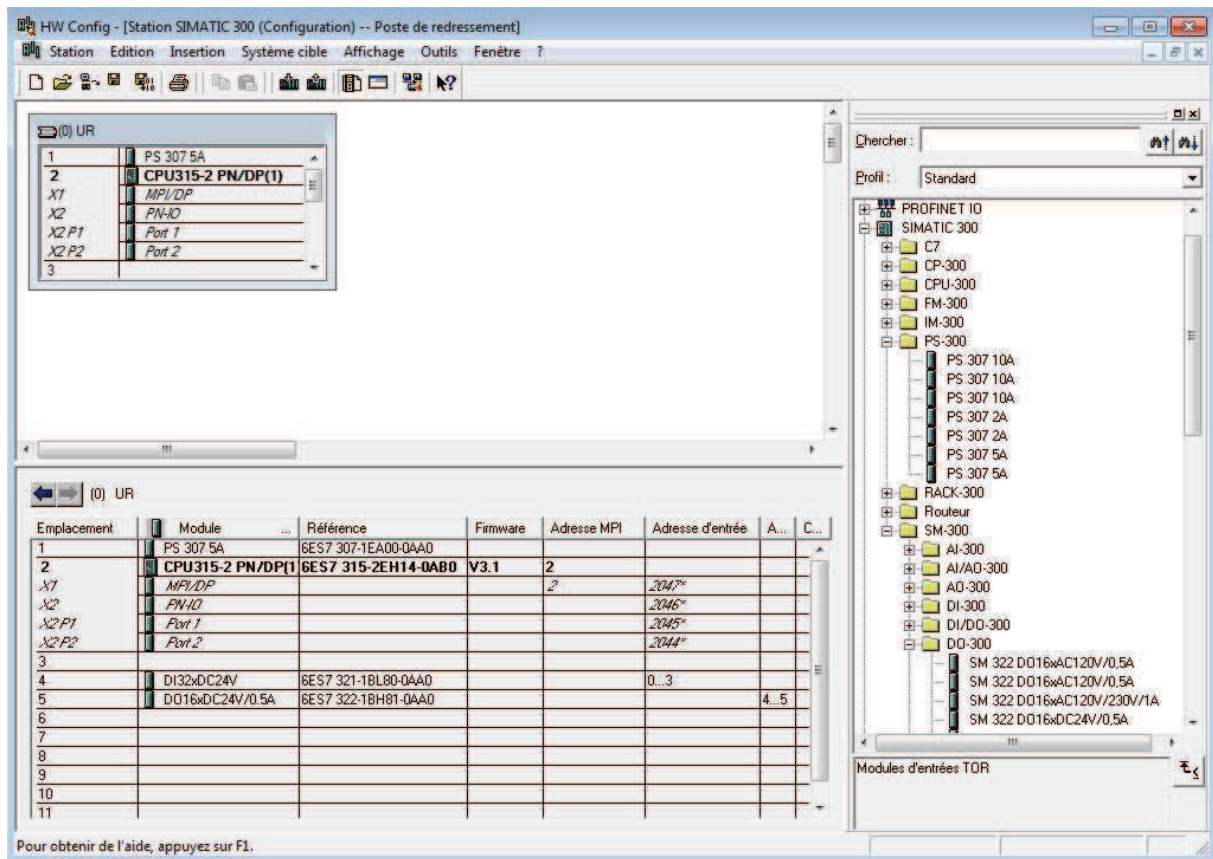 HW Config - [Station SIMATIC 300 (Configuration) -- Poste de redressement]
Station Edition Insertion Système cible Affichage Outils Fenêtre ?
(0) UR
1 PS 307 5A
2 CPU315-2 PN/DP(1)
X1 MPI/DP
X2 PN-IO
X2 P1 Port 1
X2 P2 Port 2
3
Chercher :
Profil : Standard
PROFINET IO
SIMATIC 300
C7
CP-300
CPU-300
FM-300
IM-300
PS-300
PS 307 10A
PS 307 10A
PS 307 10A
PS 307 2A
PS 307 2A
PS 307 5A
PS 307 5A
RACK-300
Routeur
SM-300
AI-300
AI/AO-300
AO-300
DI-300
DI/DO-300
DO-300
SM 322 DO16xAC120V/0,5A
SM 322 DO16xAC120V/0,5A
SM 322 DO16xAC120V/230V/1A
SM 322 DO16xDC24V/0,5A
Modules d'entrées TOR
(0) UR
Emplacement Module ... Référence Firmware Adresse MPI Adresse d'entrée A... C...
1 PS 307 5A 6ES7 307-1EA00-0AA0
2 CPU315-2 PN/DP(1 6ES7 315-2EH14-0AB0 V3.1 2
X1 MPI/DP 2 2047*
X2 PN-IO 2046*
X2 P1 Port 1 2045*
X2 P2 Port 2 2044*
3
4 DI32xDC24V 6ES7 321-1BL80-0AA0 0...3
5 DO16xDC24V/0.5A 6ES7 322-1BH81-0AA0 4...5
6
7
8
9
10
11
Pour obtenir de l'aide, appuyez sur F1.